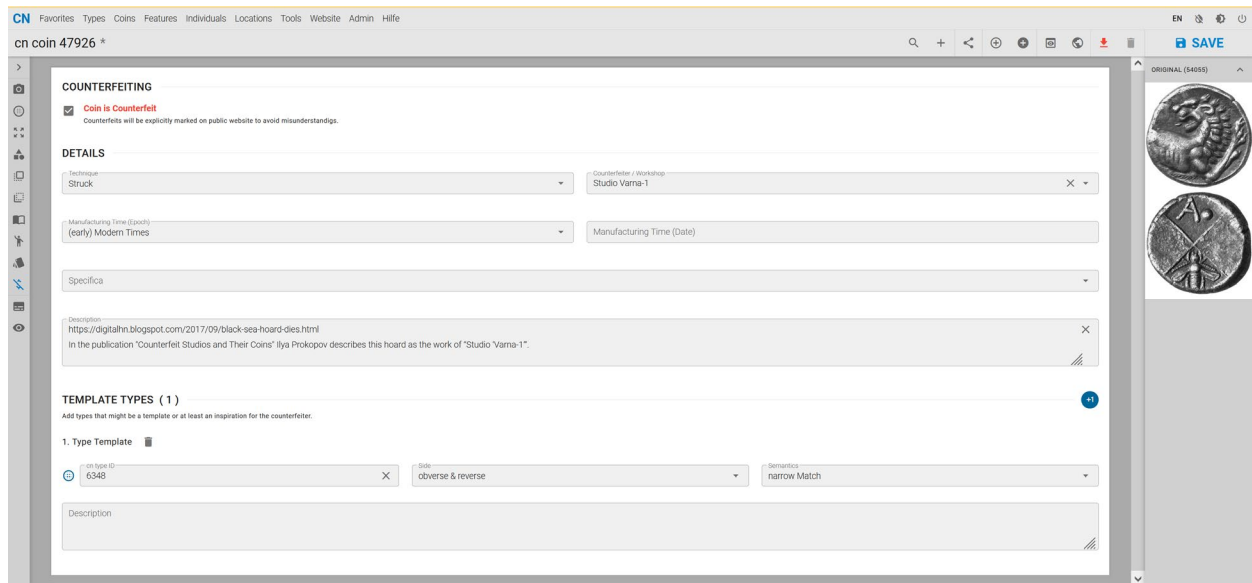 CN Favorites Types Coins Features Individuals Locations Tools Website Admin Hilfe EN
cn coin 47926 * SAVE
ORIGINAL (54055)
COUNTERFEITING
Coin is Counterfeit
Counterfeits will be explicitly marked on public website to avoid misunderstandigs.
DETAILS
Technique
Struck
Counterfeiter / Workshop
Studio Varna-1
Manufacturing Time (Epoch)
(early) Modern Times
Manufacturing Time (Date)
Specifica
Description
https://digitalhn.blogspot.com/2017/09/black-sea-hoard-dies.html
In the publication "Counterfeit Studios and Their Coins" Ilya Prokopov describes this hoard as the work of "Studio 'Varna-1'".
TEMPLATE TYPES ( 1 )
+1
Add types that might be a template or at least an inspiration for the counterfeiter.
1. Type Template
cn type ID
6348
Side
obverse & reverse
Semantics
narrow Match
Description
A